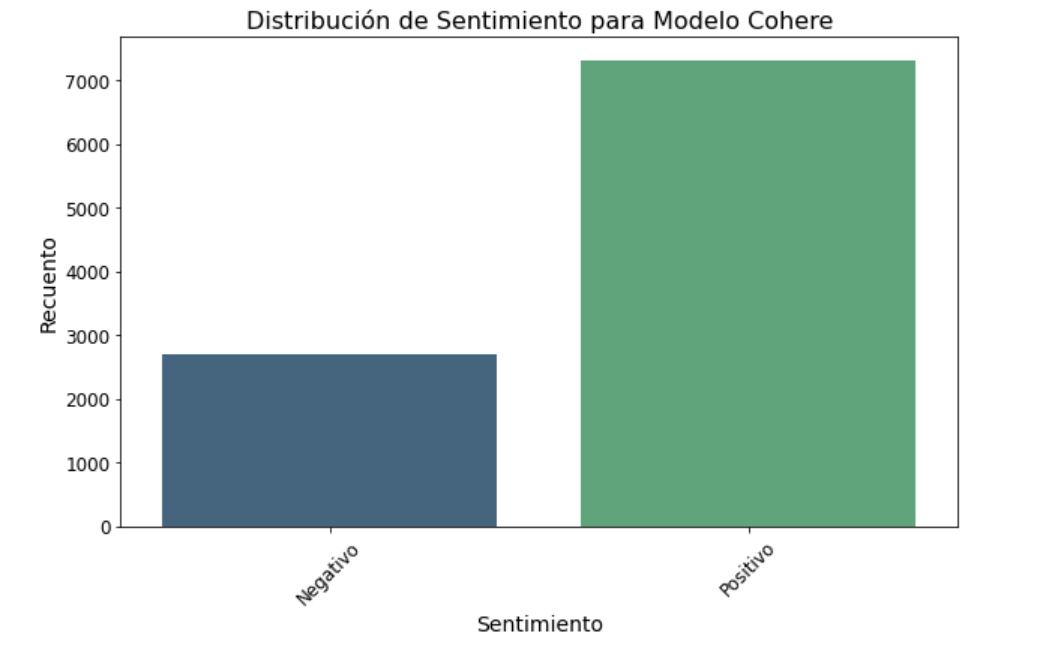 Distribución de Sentimiento para Modelo Cohere
Recuento
7000
6000
5000
4000
3000
2000
1000
0
Negativo
Positivo
Sentimiento